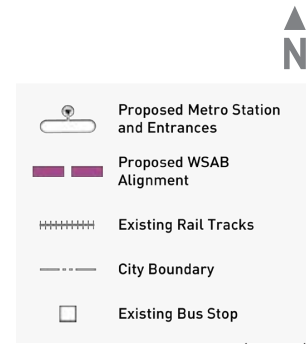 N
Proposed Metro Station
and Entrances
Proposed WSAB
Alignment
Existing Rail Tracks
City Boundary
Existing Bus Stop